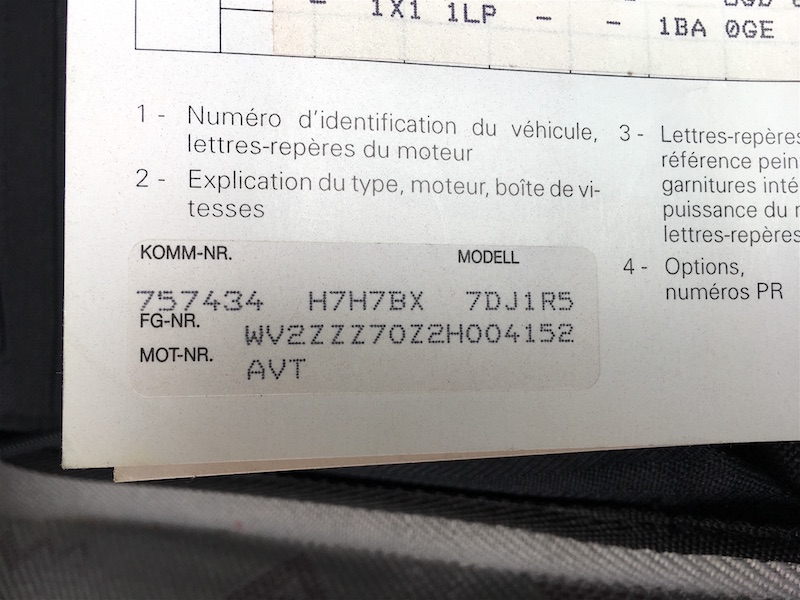 - 1X1 1LP - -
1BA 0GE
1 - Numéro d'identification du véhicule,
lettres-repères du moteur
2 - Explication du type, moteur, boîte de vi-
tesses
3 - Lettres-repères
référence pein
garnitures inté
puissance du
lettres-repères
4 - Options,
numéros PR
KOMM-NR. MODELL
757434 H7H7BX 7DJ1R5
FG-NR. WV2ZZZ70Z2H004152
MOT-NR. AVT